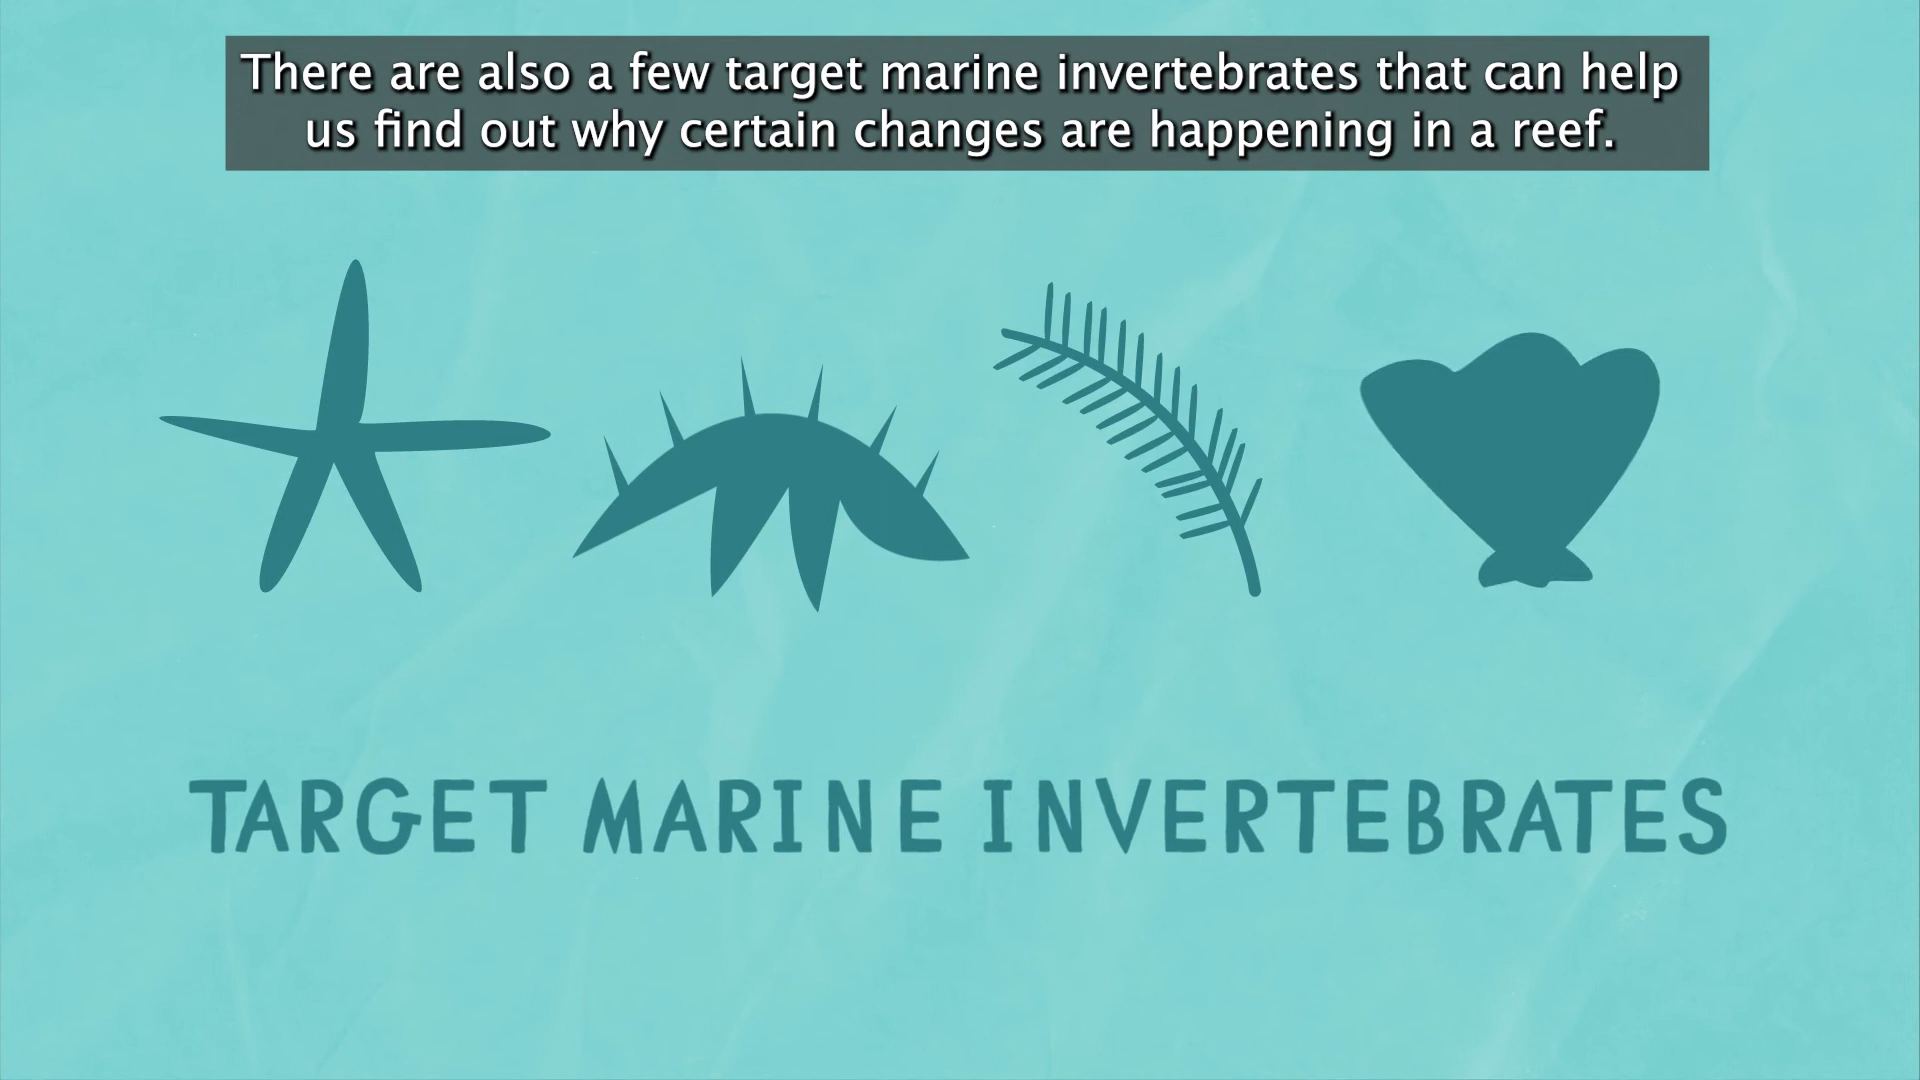 There are also a few target marine invertebrates that can help
us find out why certain changes are happening in a reef.
TARGET MARINE INVERTEBRATES